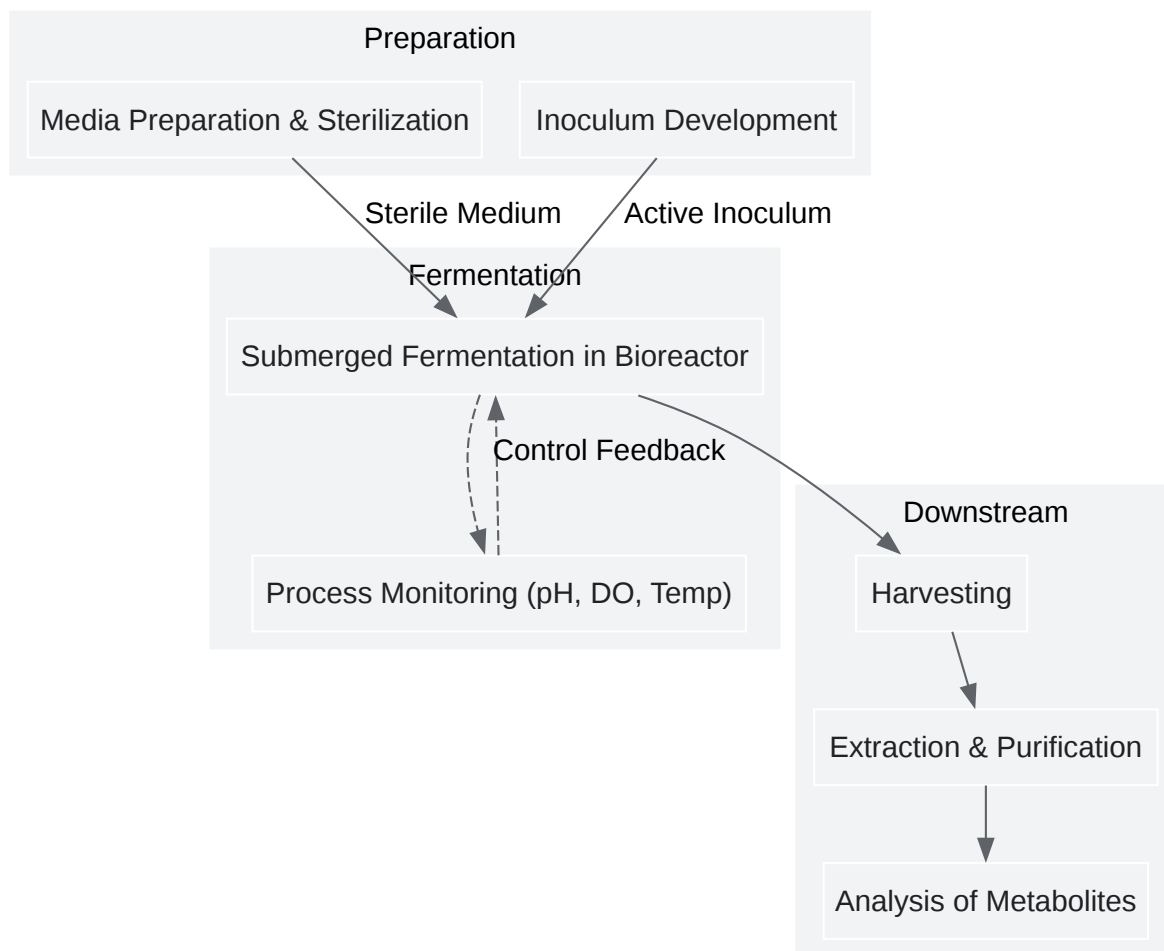 Preparation
Media Preparation & Sterilization
Inoculum Development
Sterile Medium
Active Inoculum
Fermentation
Submerged Fermentation in Bioreactor
Control Feedback
Downstream
Process Monitoring (pH, DO, Temp)
Harvesting
Extraction & Purification
Analysis of Metabolites